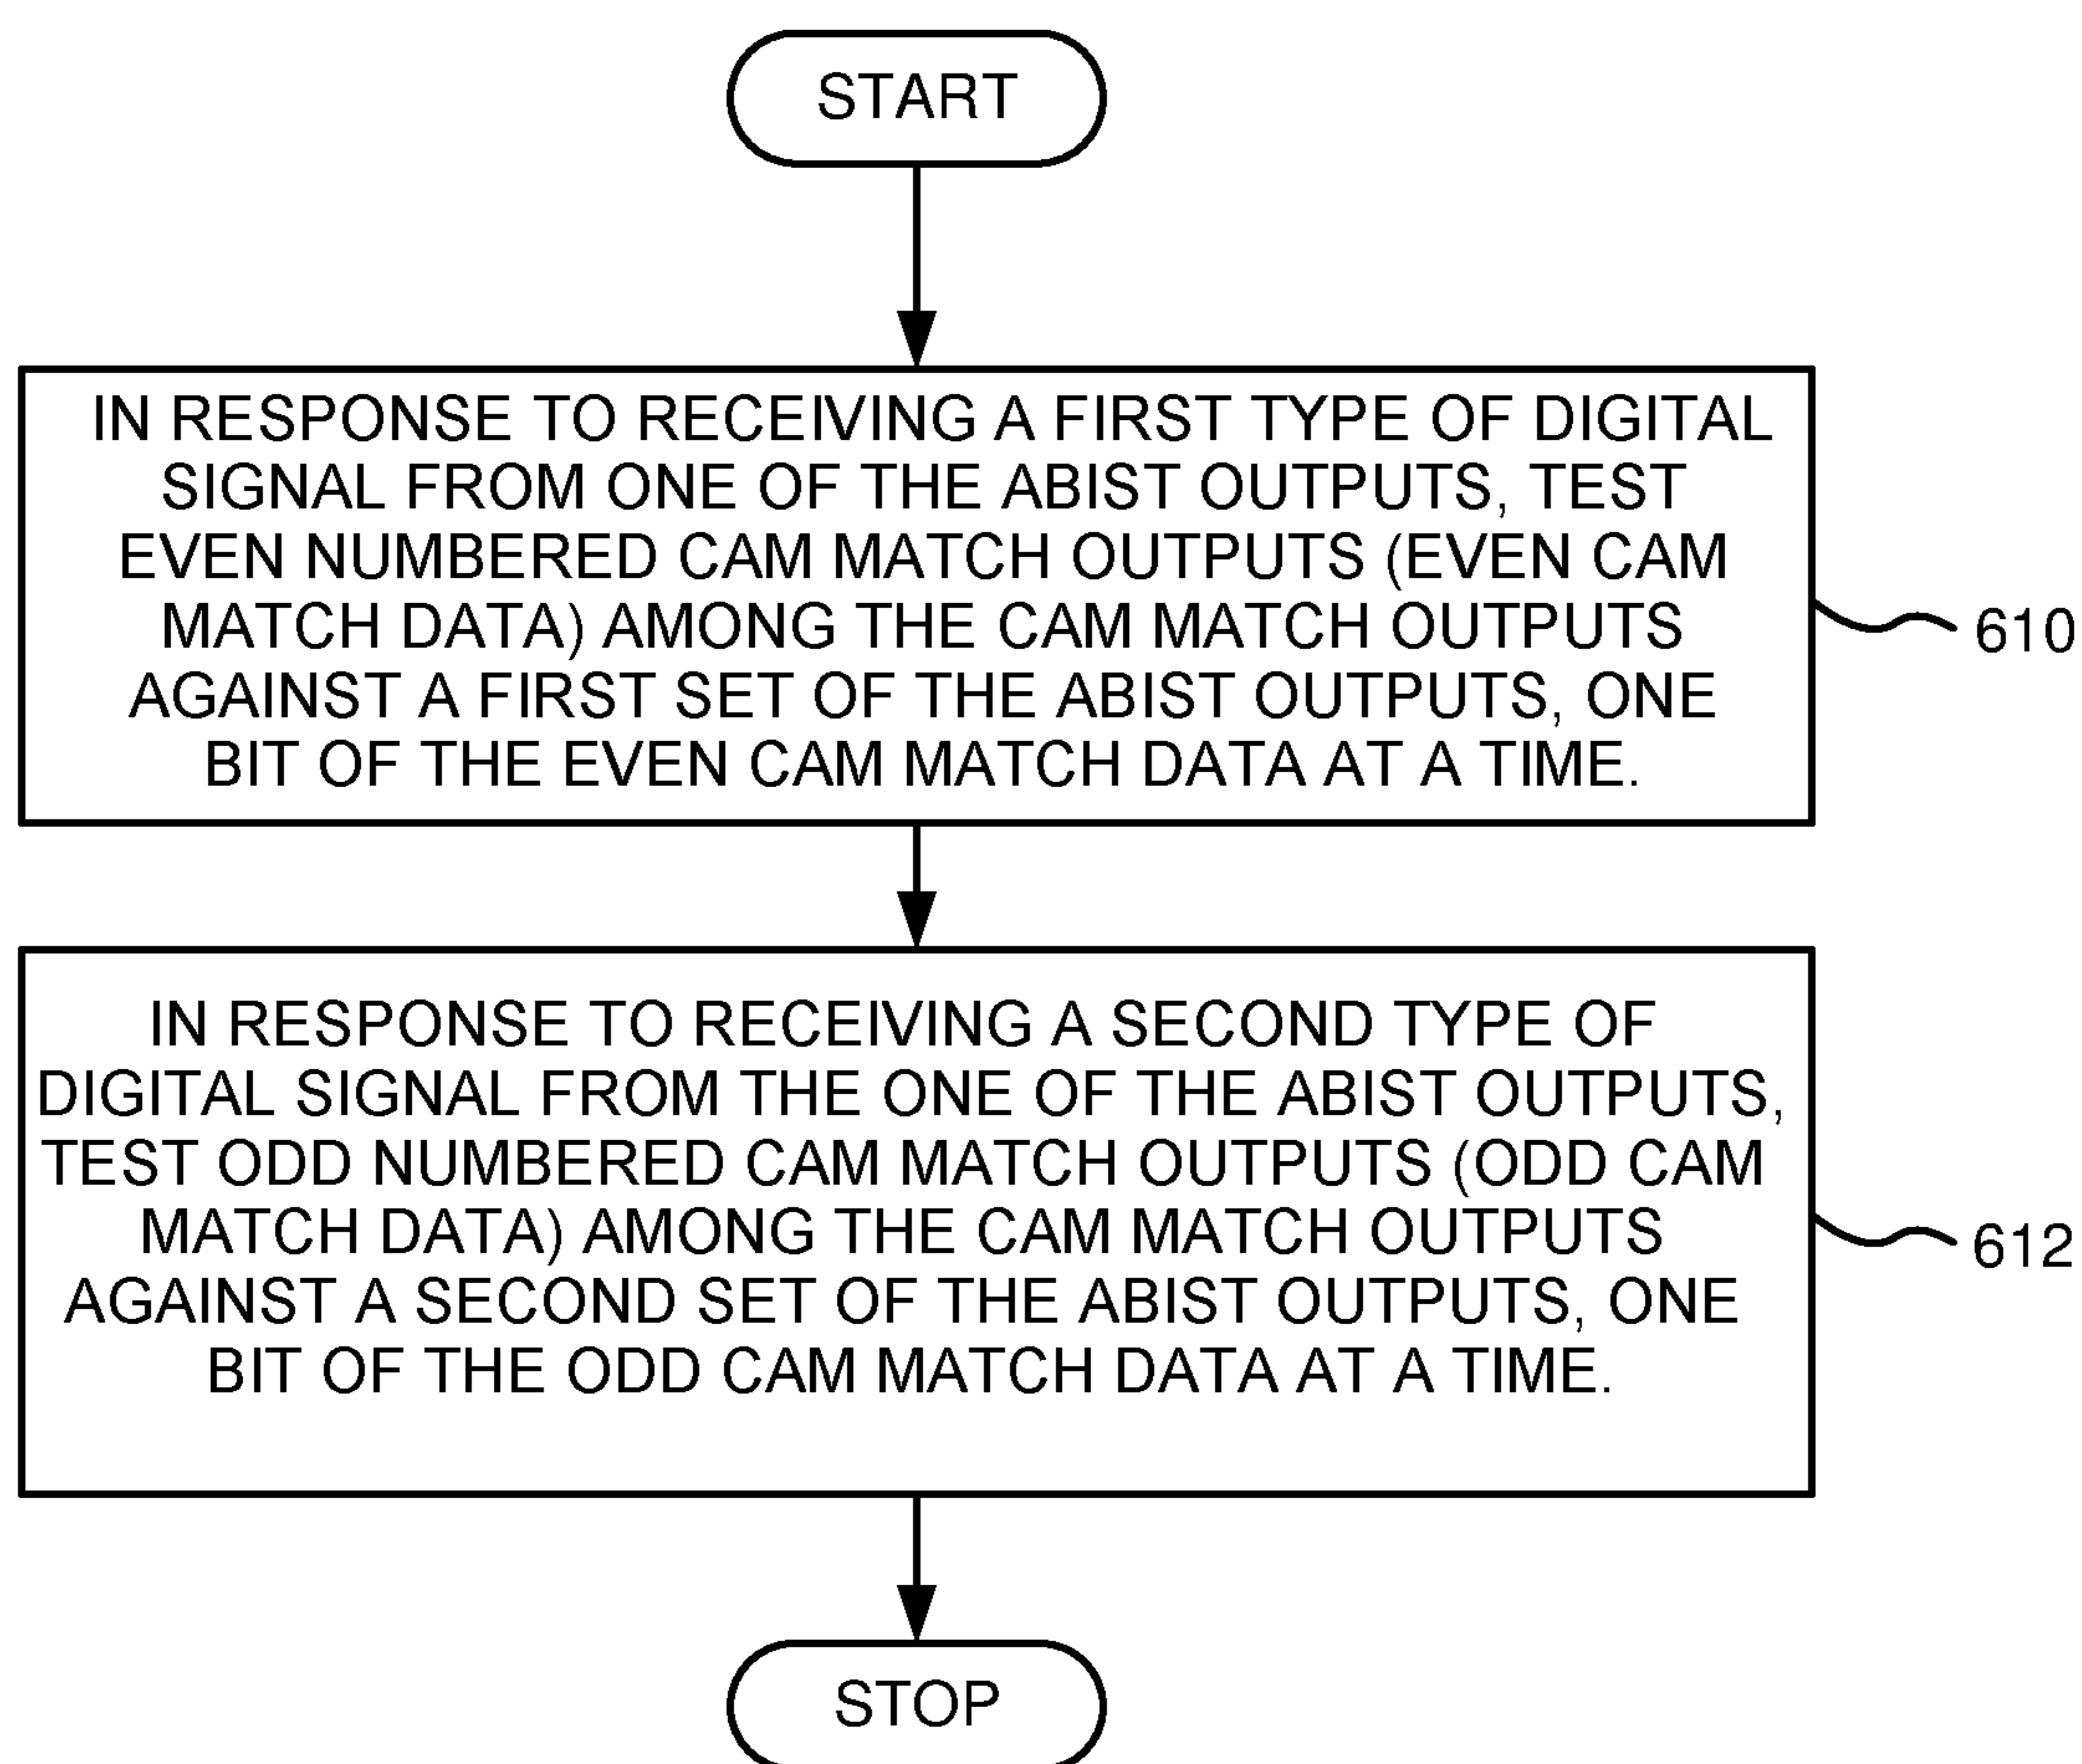 START
IN RESPONSE TO RECEIVING A FIRST TYPE OF DIGITAL
SIGNAL FROM ONE OF THE ABIST OUTPUTS, TEST
EVEN NUMBERED CAM MATCH OUTPUTS (EVEN CAM
MATCH DATA) AMONG THE CAM MATCH OUTPUTS
AGAINST A FIRST SET OF THE ABIST OUTPUTS, ONE
BIT OF THE EVEN CAM MATCH DATA AT A TIME.
610
IN RESPONSE TO RECEIVING A SECOND TYPE OF
DIGITAL SIGNAL FROM THE ONE OF THE ABIST OUTPUTS,
TEST ODD NUMBERED CAM MATCH OUTPUTS (ODD CAM
MATCH DATA) AMONG THE CAM MATCH OUTPUTS
AGAINST A SECOND SET OF THE ABIST OUTPUTS, ONE
BIT OF THE ODD CAM MATCH DATA AT A TIME.
612
STOP